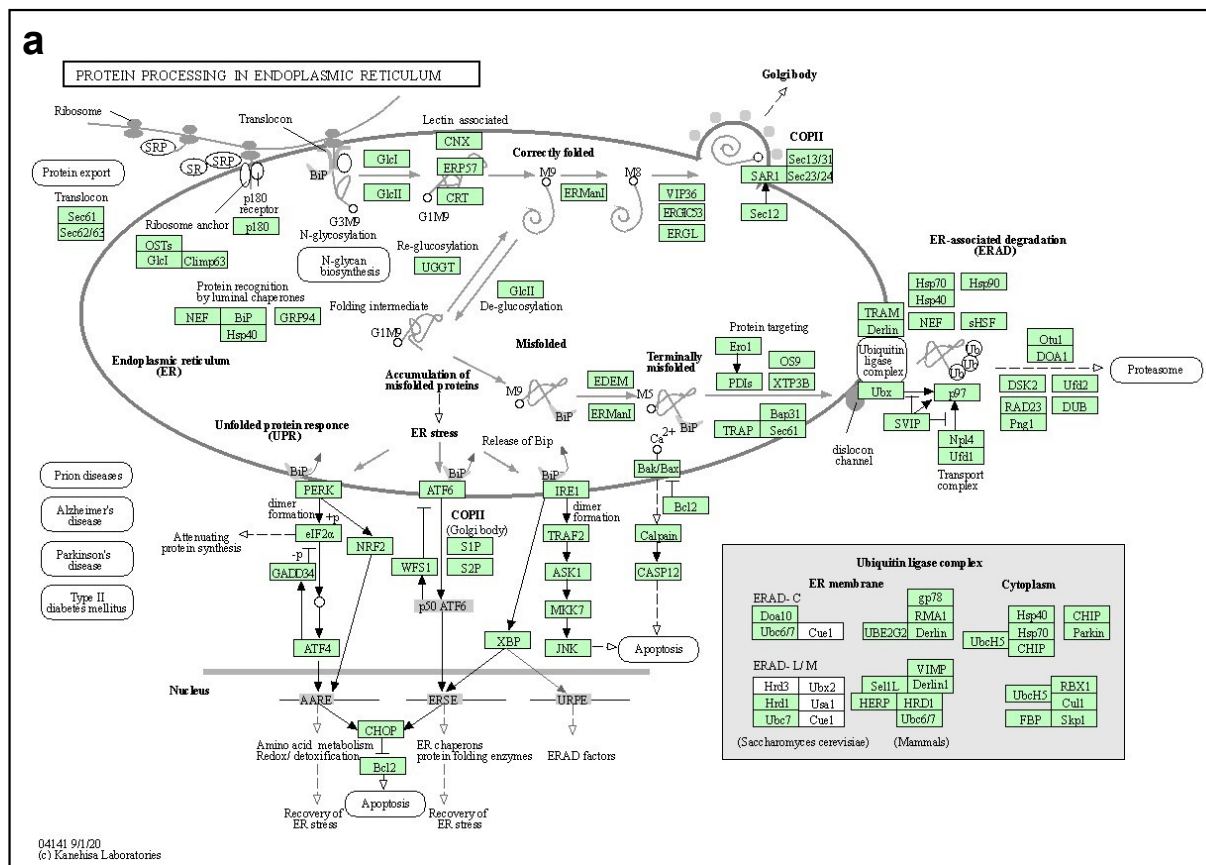 a
PROTEIN PROCESSING IN ENDOPLASMIC RETICULUM
Ribosome
SRP
SR
SRP
Protein export
Translocon
Sec61
Sec62/63
p180
receptor
Ribosome anchor
p180
OSTs
GlcI
Climp63
Translocon
BiP
G3M9
N-glycosylation
N-glycan
biosynthesis
GlcI
GlcII
Lectin associated
CNX
ERP57
CRT
G1M9
Correctly folded
M9
ERManI
M8
VIP36
ERGIC53
ERGL
Golgi body
COPII
Sec13/31
SAR1
Sec23/24
Sec12
Re-glucosylation
UGGT
GlcII
De-glucosylation
Protein recognition
by luminal chaperones
NEF
BiP
GRP94
Hsp40
Folding intermediate
G1M9
Endoplasmic reticulum
(ER)
Misfolded
Accumulation of
misfolded proteins
M9
BiP
EDEM
ERManI
Terminally
misfolded
M5
BiP
Protein targeting
Ero1
PDIs
OS9
XTP3B
Bap31
TRAP
Sec61
ER-associated degradation
(ERAD)
Hsp70
Hsp90
Hsp40
TRAM
Derlin
NEF
sHSF
Ubiquitin
ligase
complex
Ub
Ub
Ub
Otu1
DOA1
Proteasome
Ubx
p97
DSK2
Ufd2
RAD23
DUB
Png1
SVIP
dislocon
channel
Npl4
Ufd1
Transport
complex
Unfolded protein responce
(UPR)
ER stress
Release of Bip
Ca2+
BiP
BiP
BiP
Bak/Bax
Bcl2
PERK
ATF6
IRE1
dimer
formation
+p
Attenuating
protein synthesis
eIF2α
-p
NRF2
GADD34
ATF4
COPII
(Golgi body)
S1P
S2P
WFS1
p50 ATF6
dimer
formation
TRAF2
ASK1
MKK7
JNK
XBP
Calpain
CASP12
Apoptosis
Prion diseases
Alzheimer's
disease
Parkinson's
disease
Type II
diabetes mellitus
Nucleus
AARE
ERSE
URPE
CHOP
Amino acid metabolism
Redox/ detoxification
Bcl2
ER chaperons
protein folding enzymes
ERAD factors
Recovery of
ER stress
Apoptosis
Recovery of
ER stress
Ubiquitin ligase complex
ER membrane
Cytoplasm
ERAD- C
Doa10
Ubc6/7
Cue1
gp78
RMA1
UBE2G2
Derlin
Hsp40
CHIP
Hsp70
Parkin
UbcH5
CHIP
ERAD- L/ M
Hrd3
Ubx2
Hrd1
Usa1
Ubc7
Cue1
VIMP
Sel1L
Derlin1
HERP
HRD1
Ubc6/7
UbcH5
RBX1
Cul1
FBP
Skp1
(Saccharomyces cerevisiae)
(Mammals)
04141 9/1/20
(c) Kanehisa Laboratories